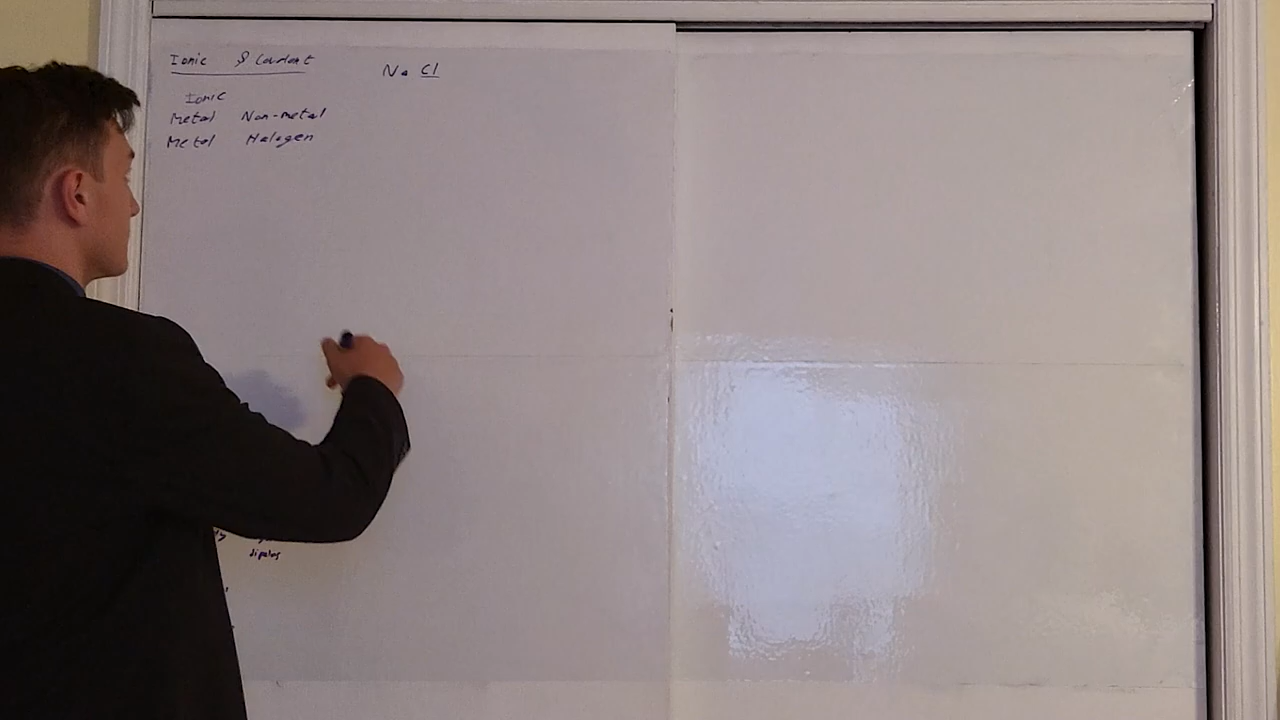 Ionic & Covalent
Na Cl
Ionic
Metal Non-metal
Metal Halogen
dipoles